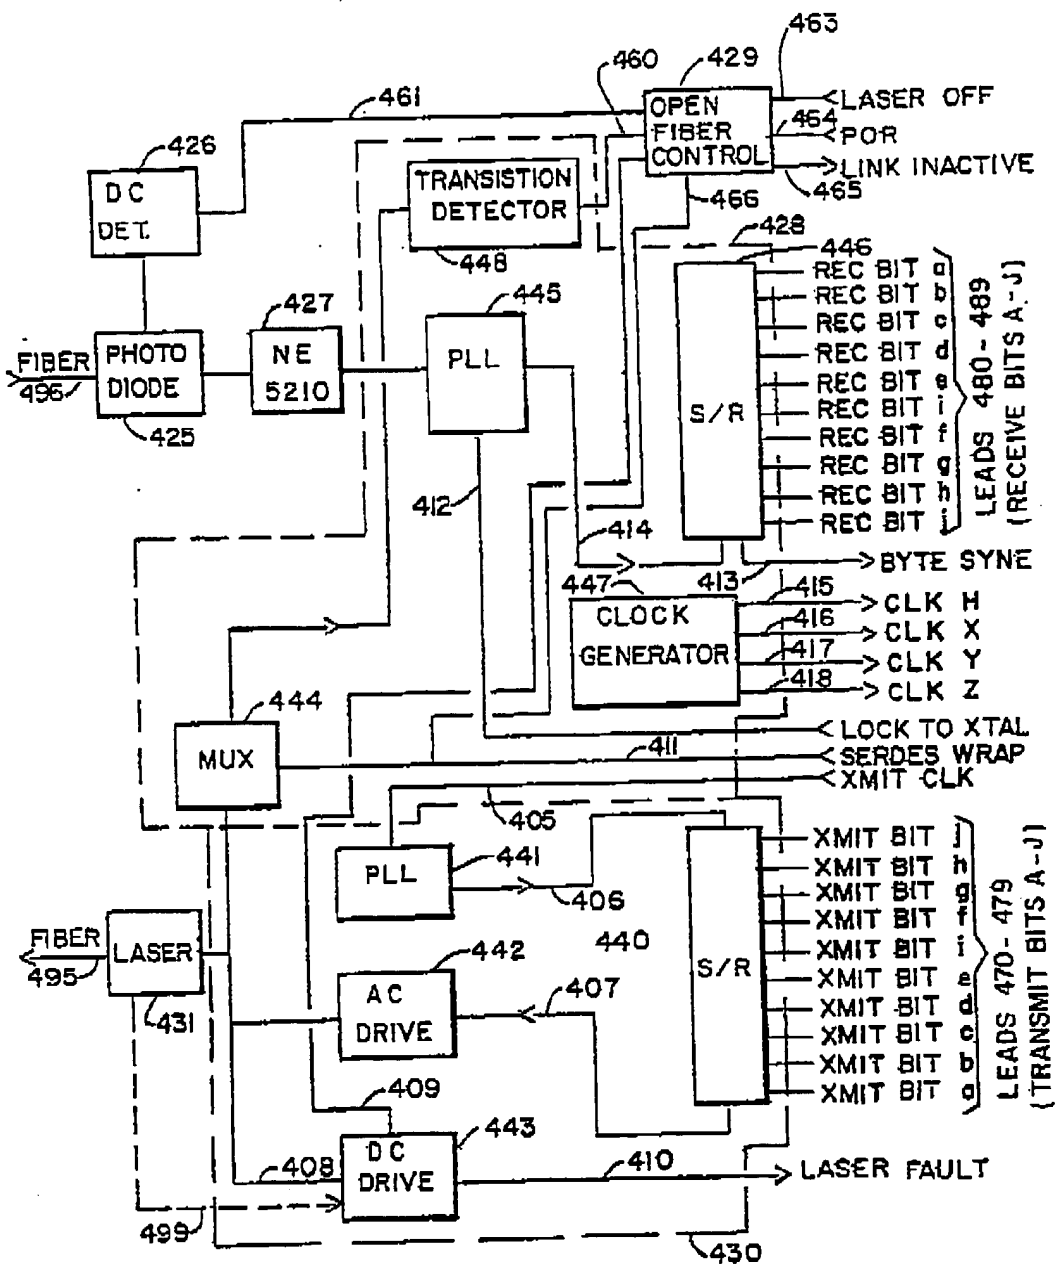 463
429
460
461
OPEN
FIBER
CONTROL
LASER OFF
464
POR
LINK INACTIVE
465
466
426
DC
DET.
TRANSISTION
DETECTOR
448
428
446
REC BIT a
REC BIT b
REC BIT c
REC BIT d
REC BIT e
REC BIT i
REC BIT f
REC BIT g
REC BIT h
REC BIT j
LEADS 480-489
(RECEIVE BITS A-J)
S/R
427
445
FIBER
496
PHOTO
DIODE
425
NE
5210
PLL
412
414
413
BYTE SYNE
447
CLOCK
GENERATOR
415
CLK H
416
CLK X
417
CLK Y
418
CLK Z
444
MUX
LOCK TO XTAL
411
SERDES WRAP
XMIT CLK
405
441
PLL
406
440
S/R
XMIT BIT j
XMIT BIT h
XMIT BIT g
XMIT BIT f
XMIT BIT i
XMIT BIT e
XMIT BIT d
XMIT BIT c
XMIT BIT b
XMIT BIT a
LEADS 470-479
(TRANSMIT BITS A-J)
FIBER
495
LASER
431
442
AC
DRIVE
407
409
443
DC
DRIVE
408
410
LASER FAULT
499
430